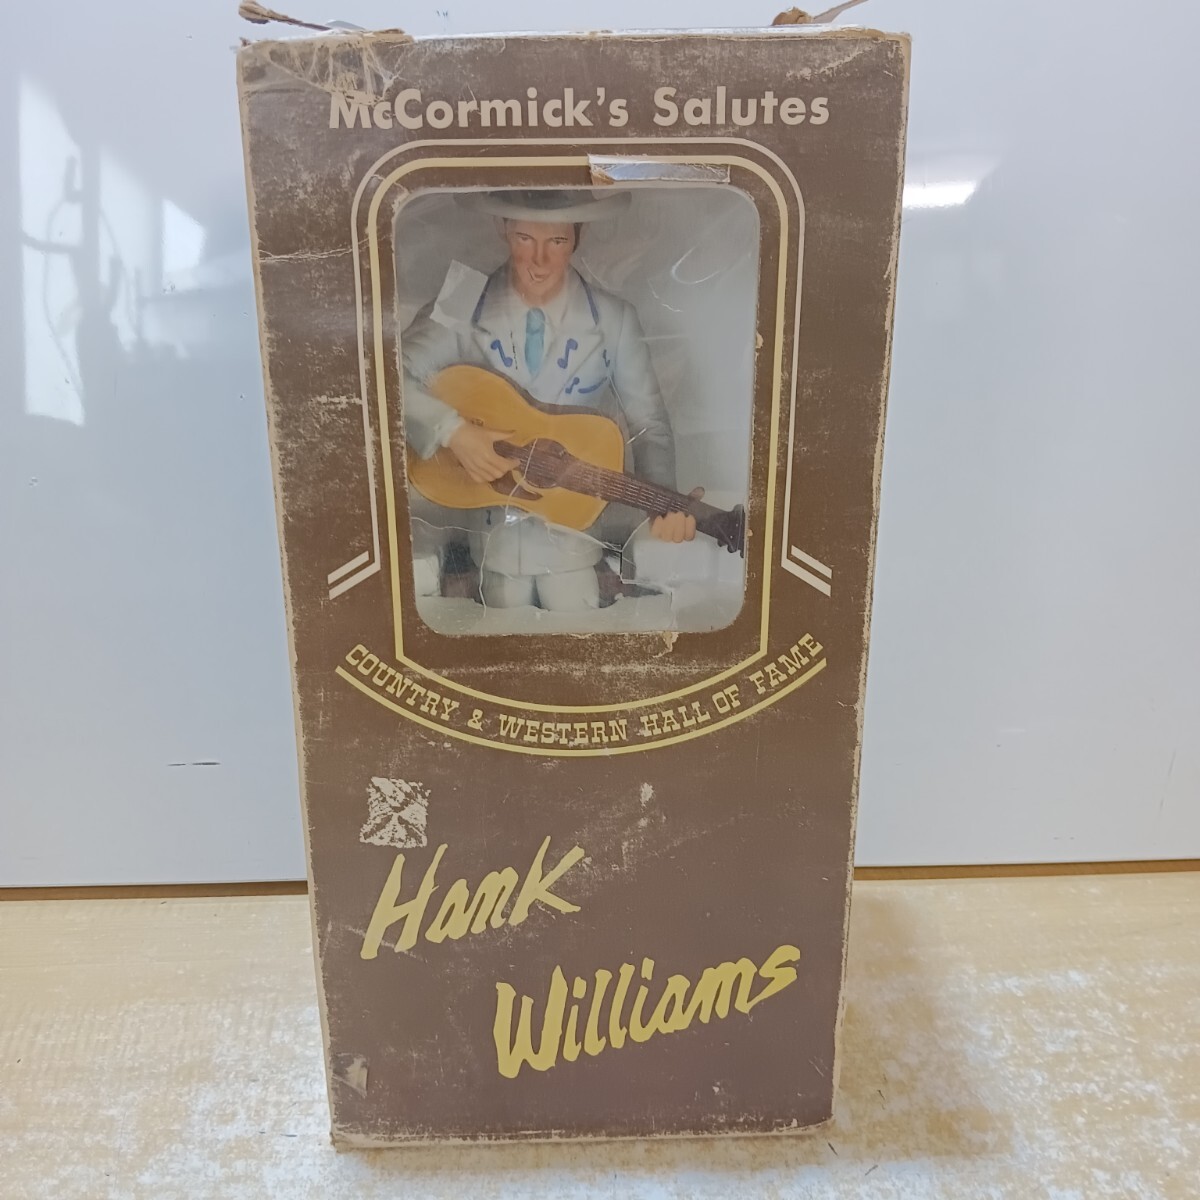 McCormick's Salutes
COUNTRY & WESTERN HALL OF FAME
Hank
Williams